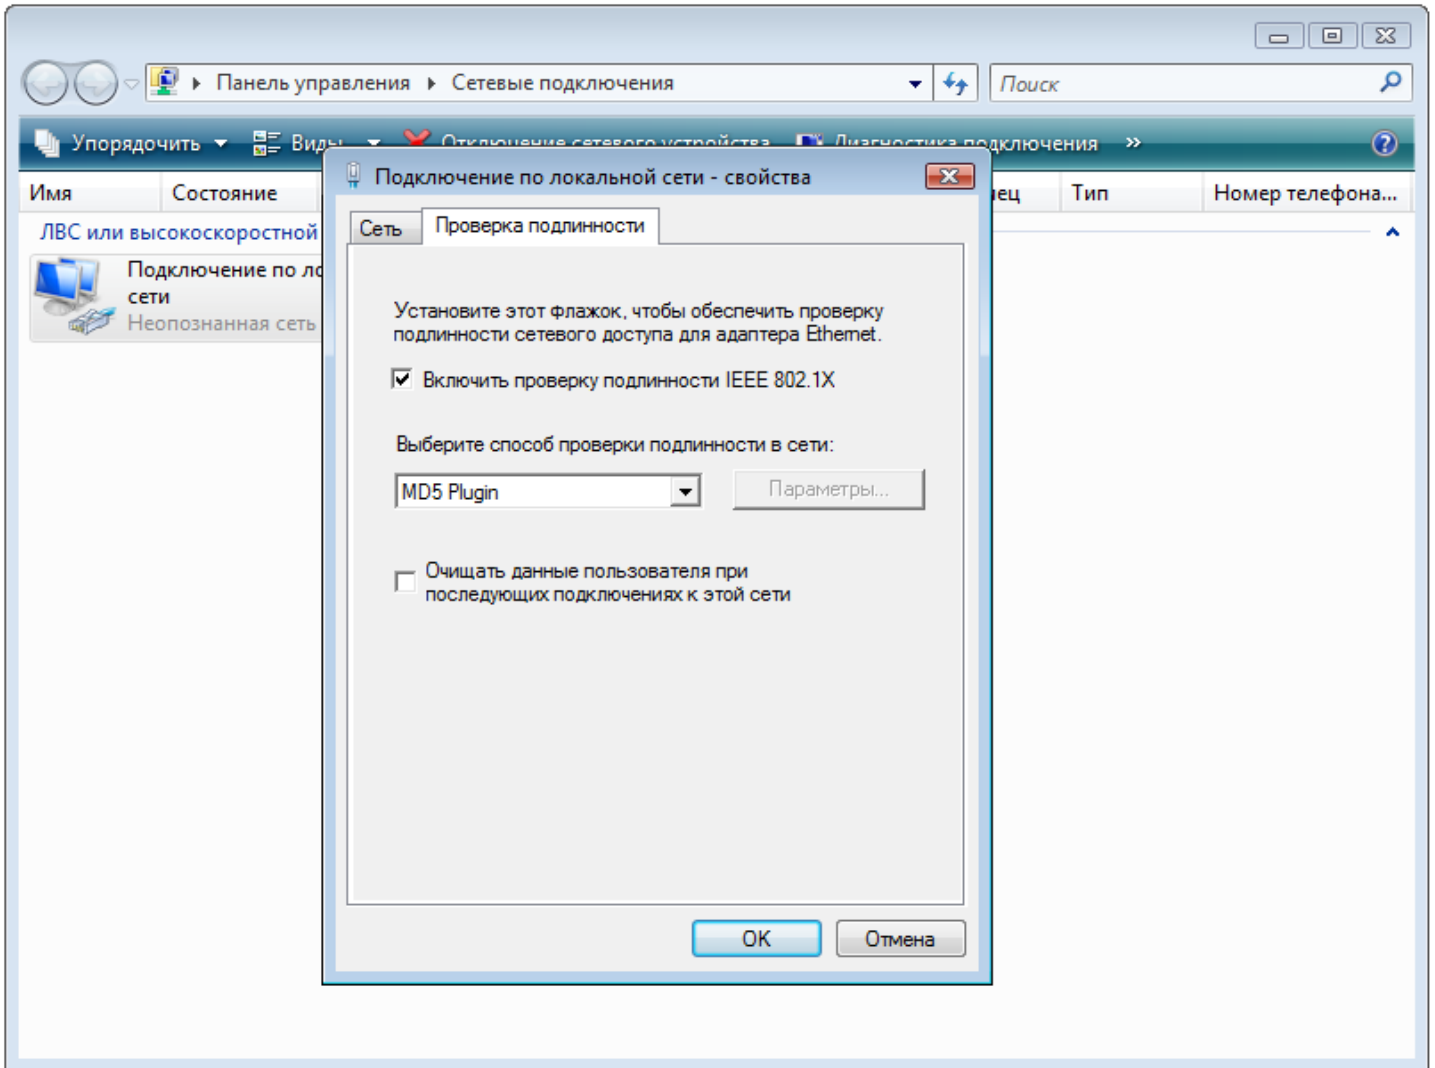 Панель управления
Сетевые подключения
Поиск
Упорядочить
Виды
Отключение сетевого устройства
Диагностика подключения
»
Имя
Состояние
Тип
Номер телефона...
ЛВС или высокоскоростной
Подключение по ло
сети
Неопознанная сеть
Подключение по локальной сети - свойства
Сеть
Проверка подлинности
Установите этот флажок, чтобы обеспечить проверку
подлинности сетевого доступа для адаптера Ethernet.
Включить проверку подлинности IEEE 802.1X
Выберите способ проверки подлинности в сети:
MD5 Plugin
Параметры...
Очищать данные пользователя при
последующих подключениях к этой сети
OK
Отмена